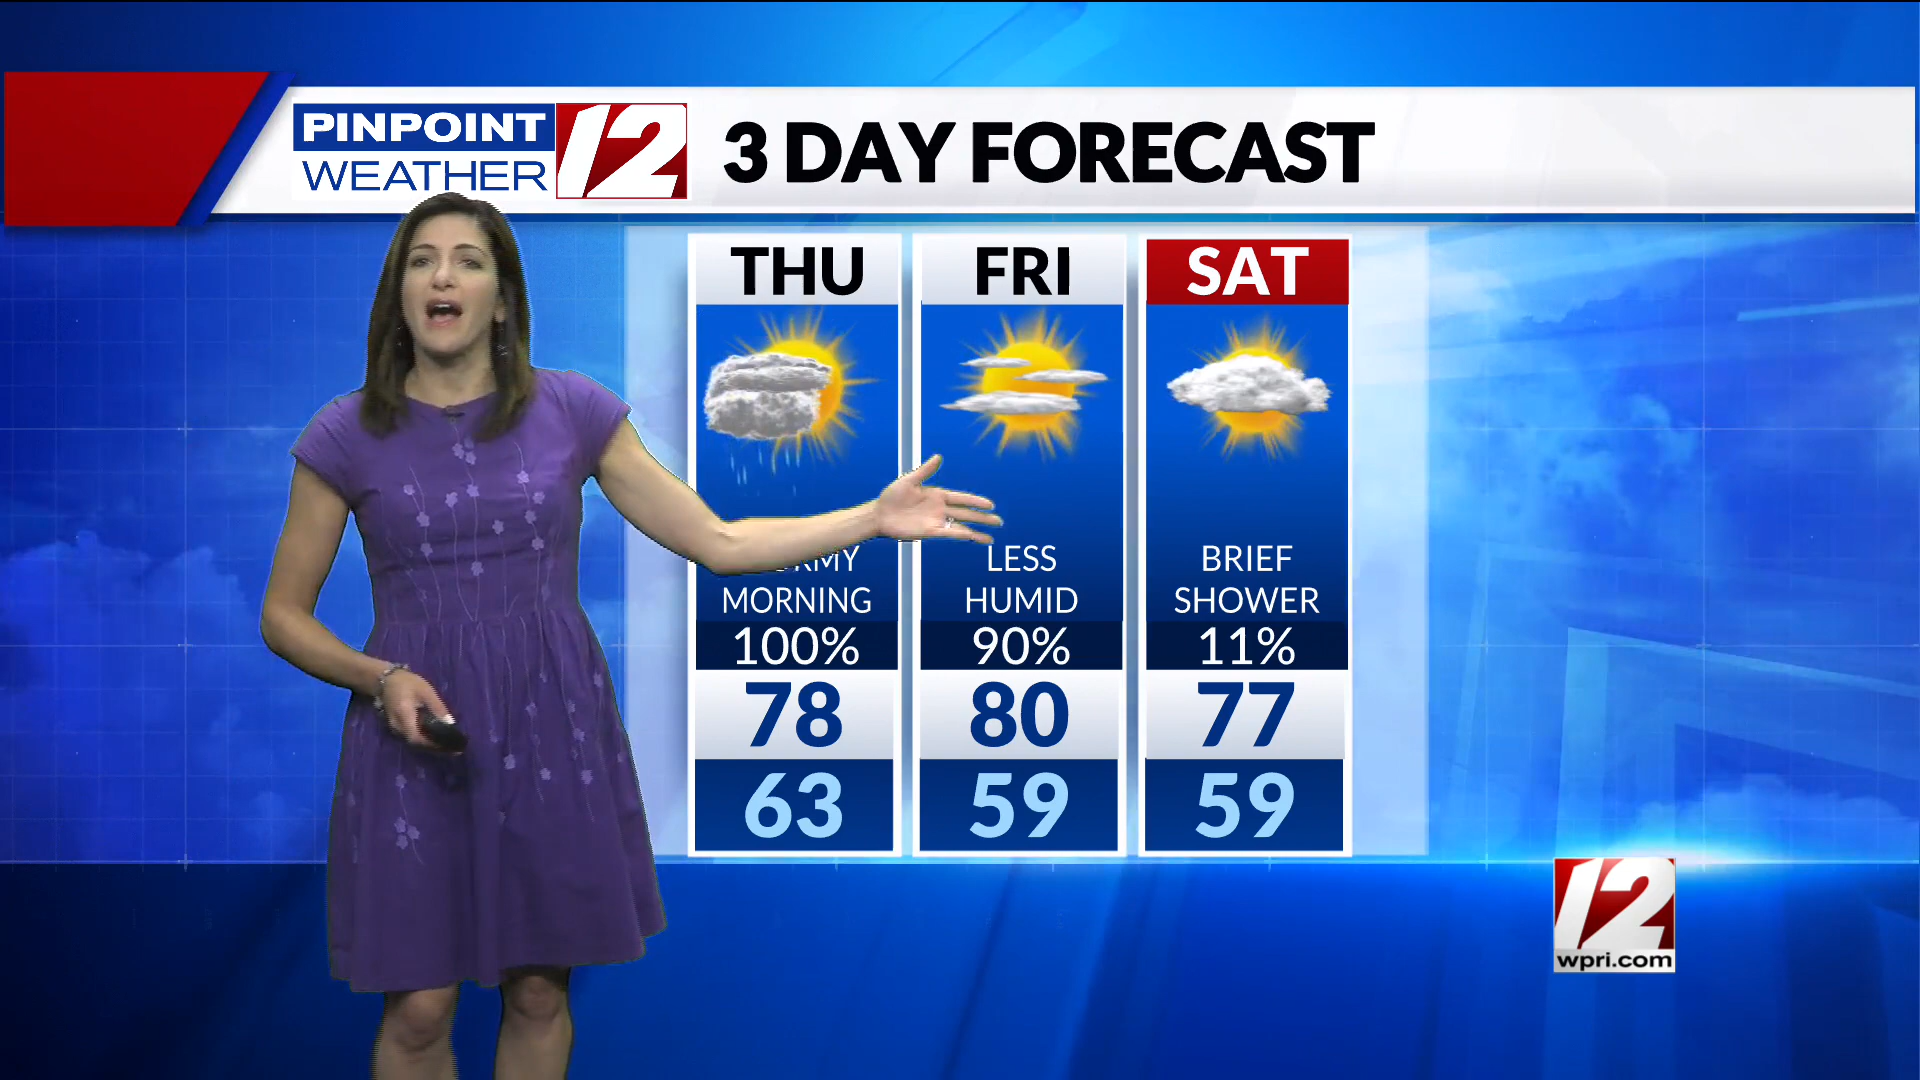 PINPOINT
WEATHER
12
3 DAY FORECAST
THU
FRI
SAT
MORNING
100%
78
63
LESS
HUMID
90%
80
59
BRIEF
SHOWER
11%
77
59
12
wpri.com